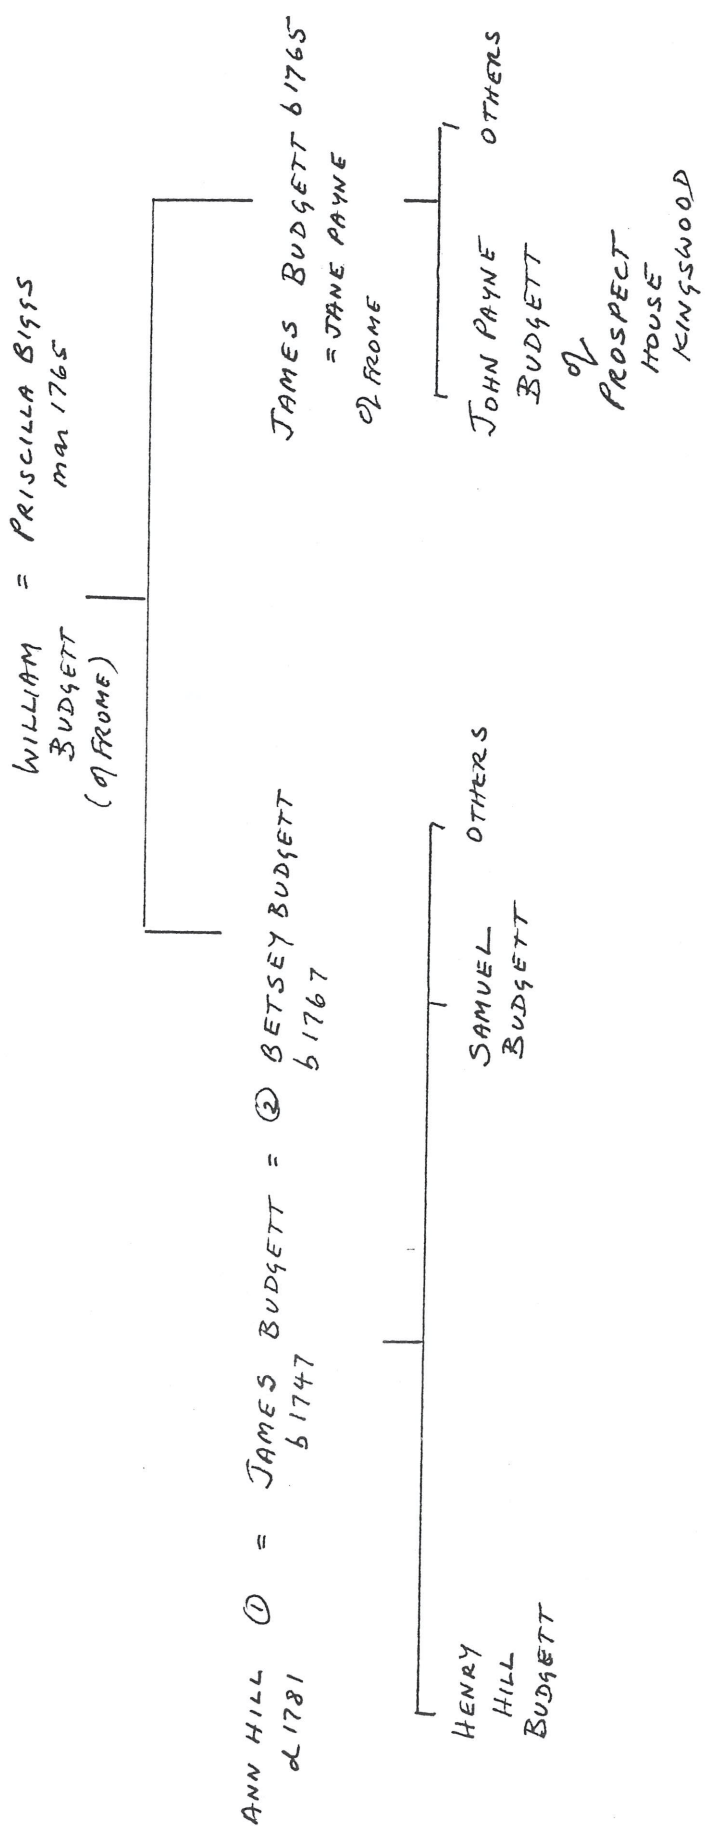 WILLIAM = PRISCILLA BIGGS
BUDGETT mar 1765
(of FROME)
ANN HILL ① = JAMES BUDGETT = ② BETSEY BUDGETT
d 1781 b 1747 b 1767
JAMES BUDGETT b 1765
= JANE PAYNE
of FROME
HENRY
HILL
BUDGETT
SAMUEL
BUDGETT
OTHERS
JOHN PAYNE
BUDGETT
of
PROSPECT
HOUSE
KINGSWOOD
OTHERS